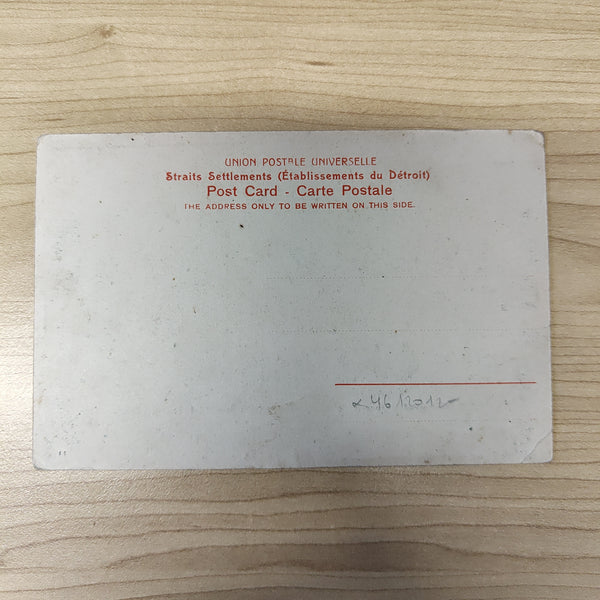 UNION POSTALE UNIVERSELLE
Straits Settlements (Établissements du Détroit)
Post Card - Carte Postale
THE ADDRESS ONLY TO BE WRITTEN ON THIS SIDE.